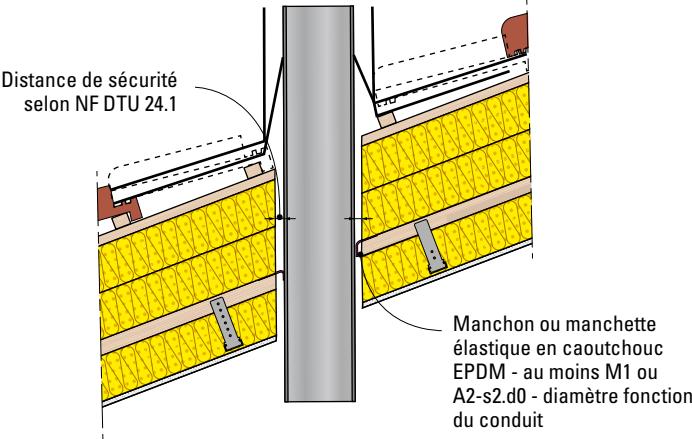 Distance de sécurité
selon NF DTU 24.1
Manchon ou manchette
élastique en caoutchouc
EPDM - au moins M1 ou
A2-s2.d0 - diamètre fonction
du conduit